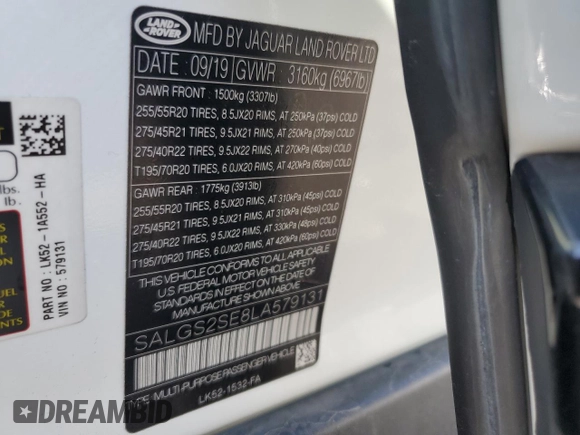 LAND
ROVER
MFD BY JAGUAR LAND ROVER LTD
DATE: 09/19 GVWR 3160kg (6967lb)
GAWR FRONT : 1500kg (3307lb)
255/55R20 TIRES, 8.5JX20 RIMS, AT 250kPa (37psi) COLD
275/45R21 TIRES, 9.5JX21 RIMS, AT 250kPa (37psi) COLD
275/40R22 TIRES, 9.5JX22 RIMS, AT 270kPa (40psi) COLD
T195/70R20 TIRES, 6.0JX20 RIMS, AT 420kPa (60psi) COLD
GAWR REAR : 1775kg (3913lb)
255/55R20 TIRES, 8.5JX20 RIMS, AT 310kPa (45psi) COLD
275/45R21 TIRES, 9.5JX21 RIMS, AT 310kPa (45psi) COLD
275/40R22 TIRES, 9.5JX22 RIMS, AT 330kPa (48psi) COLD
T195/70R20 TIRES, 6.0JX20 RIMS, AT 420kPa (60psi) COLD
THIS VEHICLE CONFORMS TO ALL APPLICABLE
U.S. FEDERAL MOTOR VEHICLE SAFETY
STANDARDS IN EFFECT ON THE DATE OF
MANUFACTURE SHOWN ABOVE
SALGS2SE8LA579131
MULTI-PURPOSE PASSENGER VEHICLE
LK52-1532-FA
lbs.
lb.
PART NO : LK52 - 1A552 - HA
VIN NO : 579131
FUEL
DREAMBID